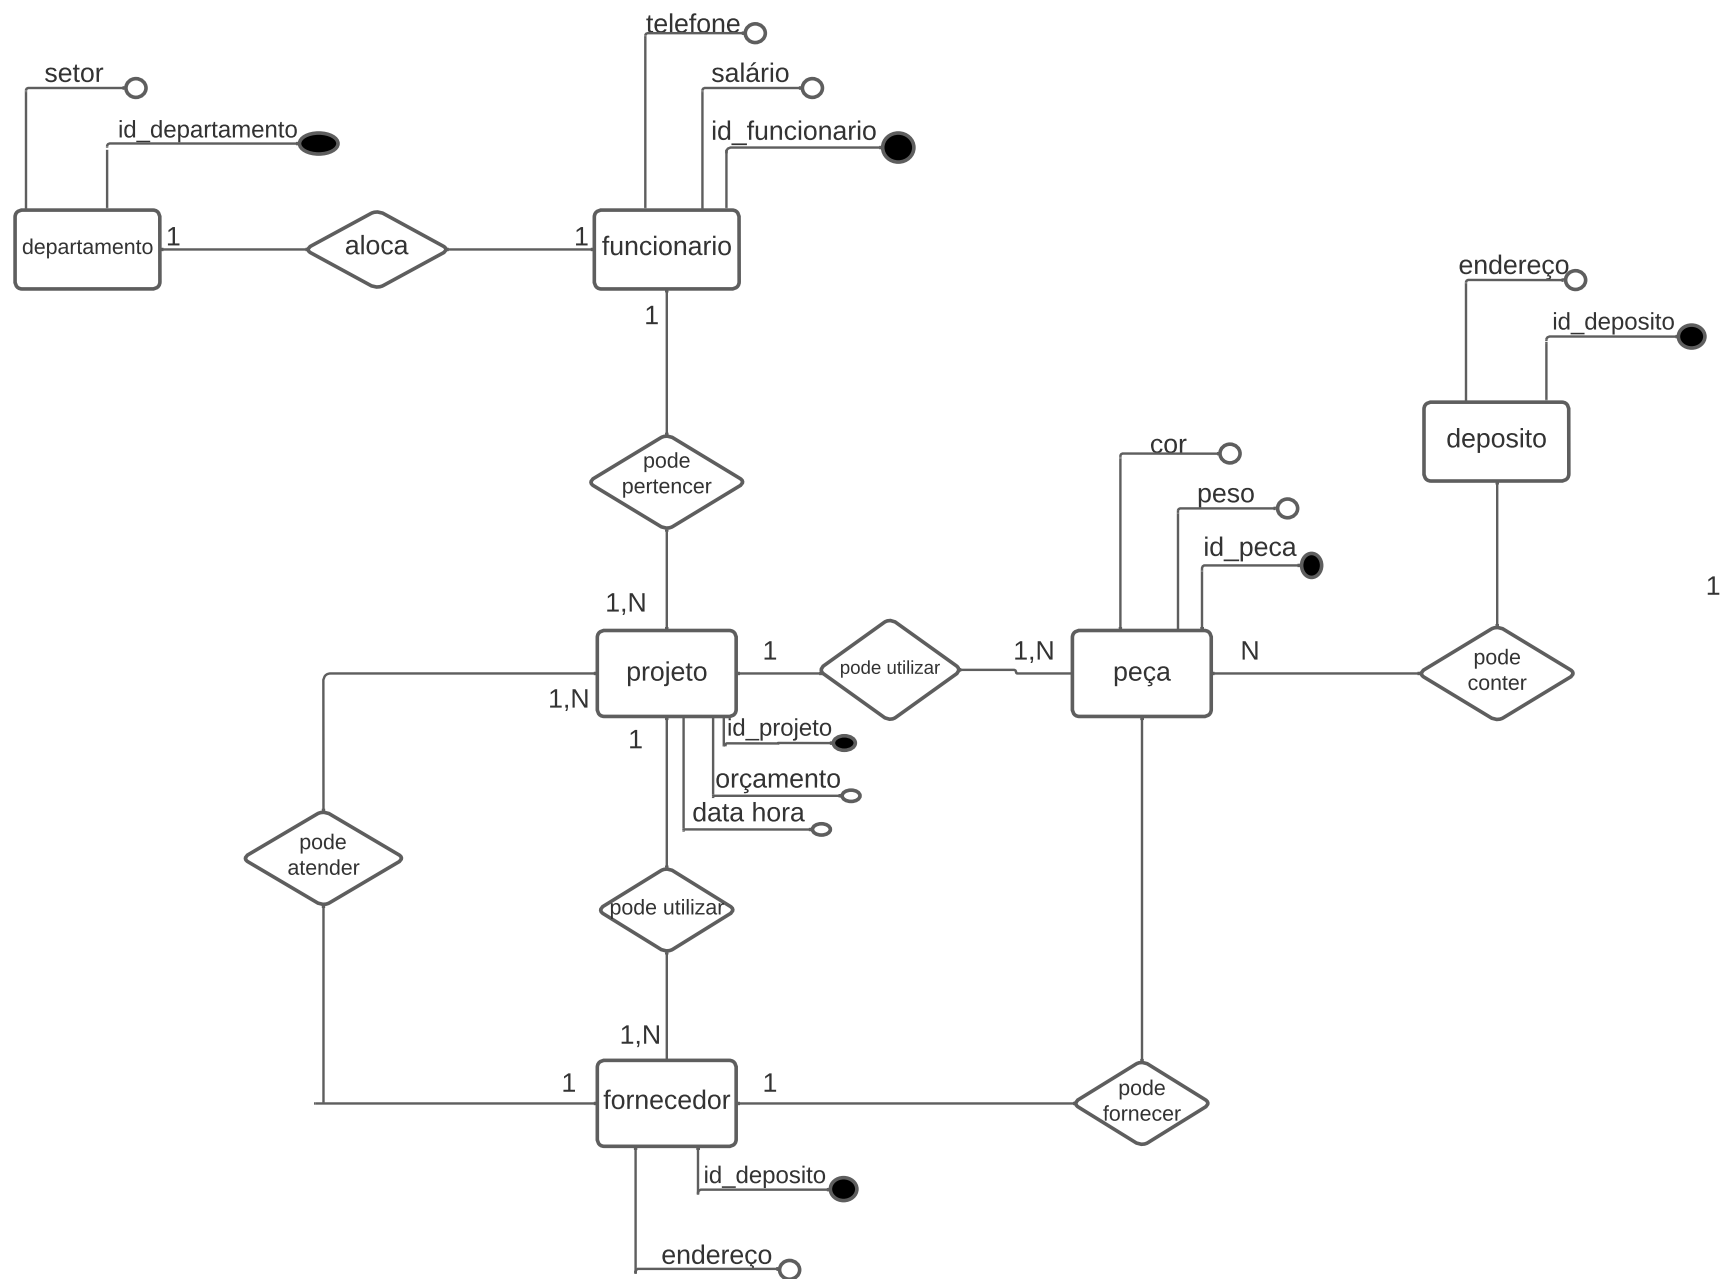 telefone
setor
salário
id_departamento
id_funcionario
departamento
1
aloca
1
funcionario
1
endereço
id_deposito
deposito
pode
pertencer
cor
peso
id_peca
1
1,N
projeto
1
pode utilizar
1,N
peça
N
pode
conter
1,N
1
id_projeto
orçamento
data hora
pode
atender
pode utilizar
1,N
1
fornecedor
1
pode
fornecer
id_deposito
endereço